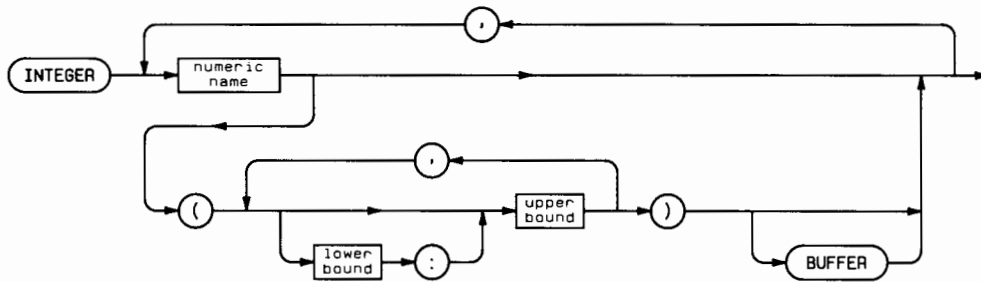 ,
INTEGER
numeric
name
,
(
upper
bound
)
lower
bound
:
BUFFER